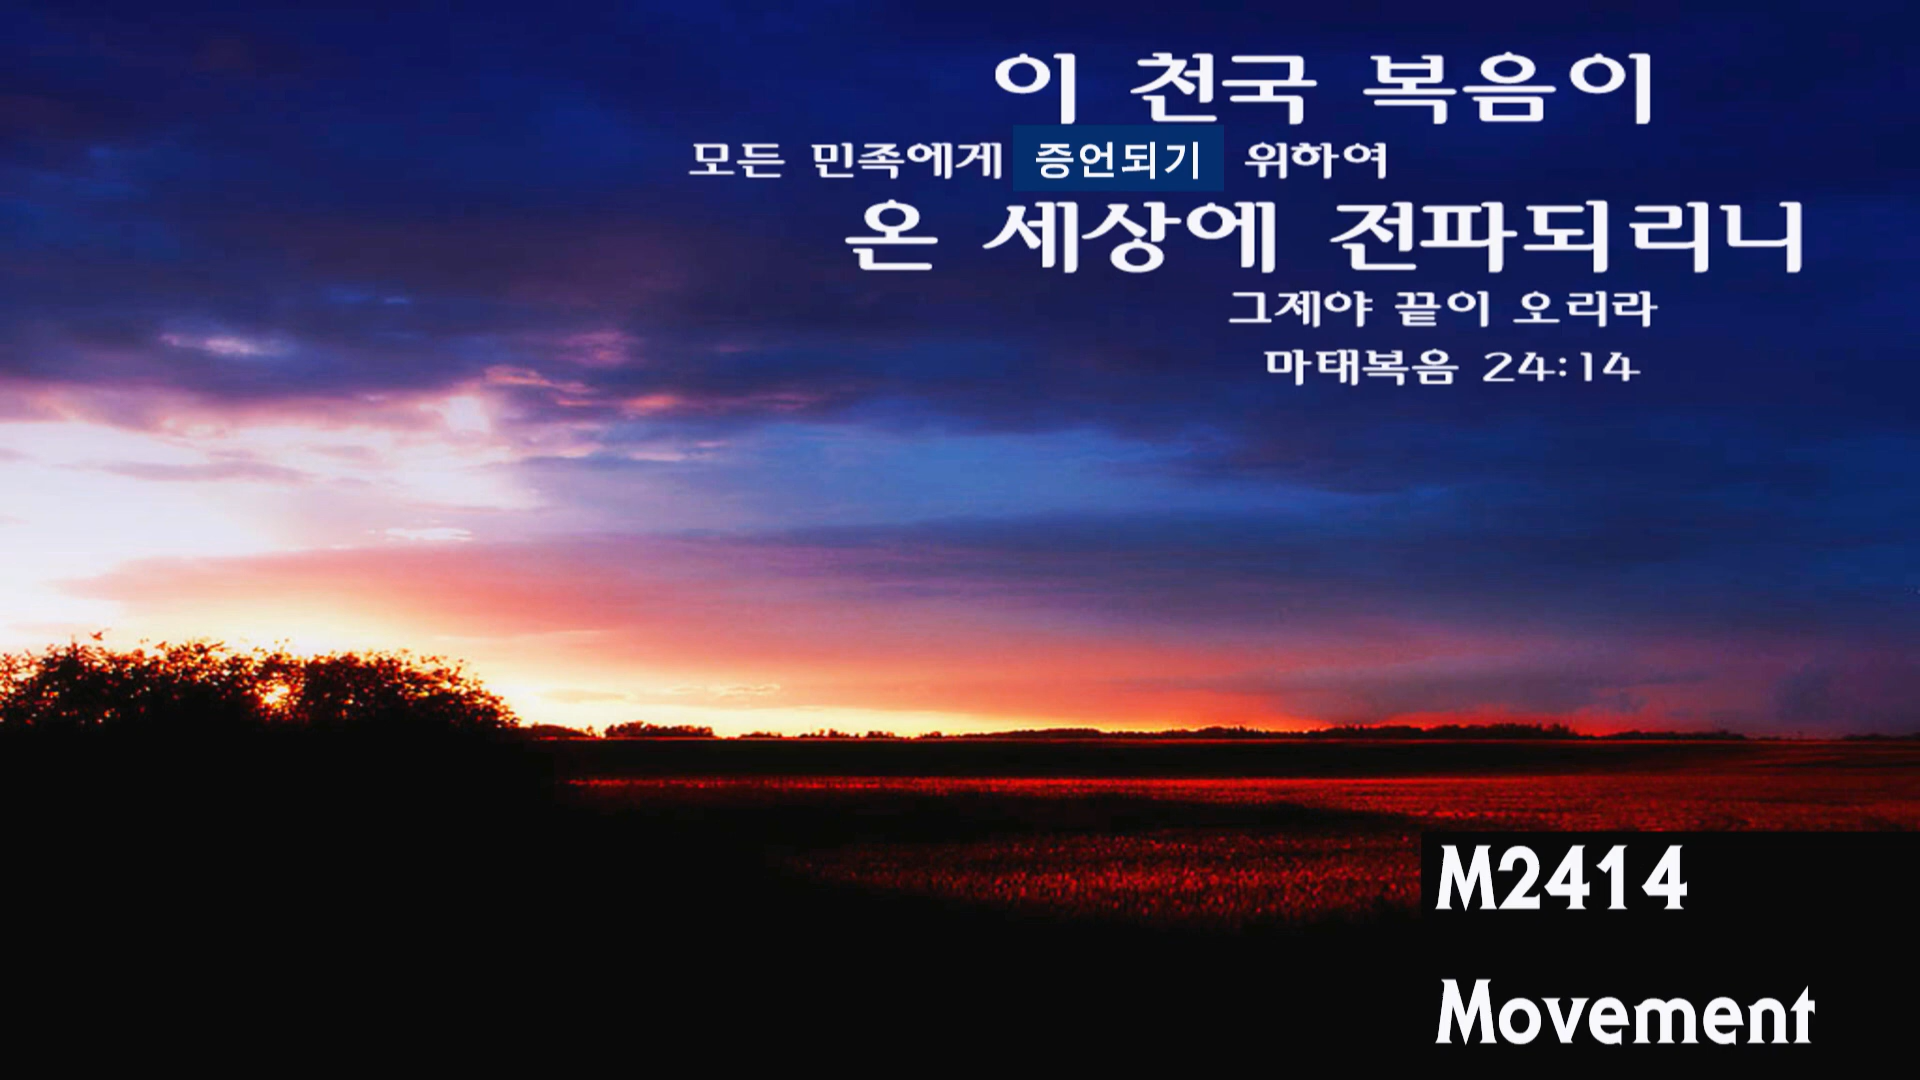 이 천국 복음이
모든 민족에게 증언되기 위하여
온 세상에 전파되리니
그제야 끝이 오리라
마태복음 24:14
M2414
Movement